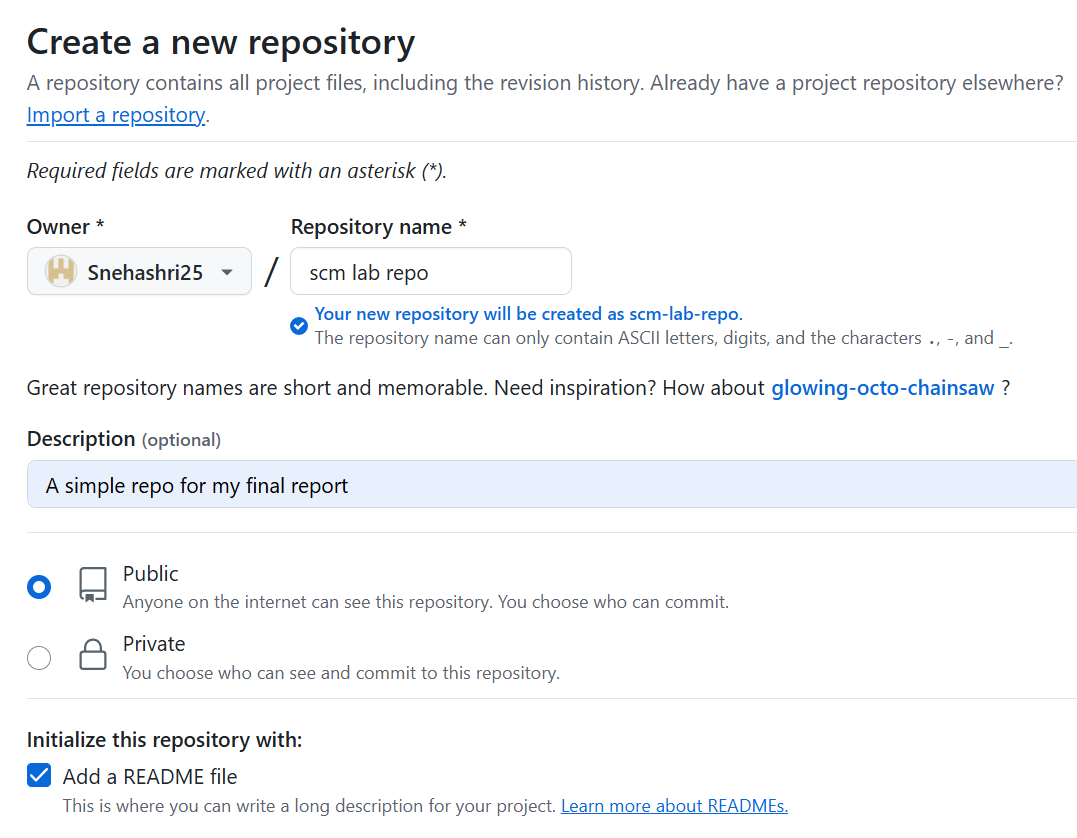 Create a new repository
A repository contains all project files, including the revision history. Already have a project repository elsewhere?
Import a repository.
Required fields are marked with an asterisk (*).
Owner * Repository name *
Snehashri25 / scm lab repo
Your new repository will be created as scm-lab-repo.
The repository name can only contain ASCII letters, digits, and the characters ., -, and _.
Great repository names are short and memorable. Need inspiration? How about glowing-octo-chainsaw ?
Description (optional)
A simple repo for my final report
Public
Anyone on the internet can see this repository. You choose who can commit.
Private
You choose who can see and commit to this repository.
Initialize this repository with:
Add a README file
This is where you can write a long description for your project. Learn more about READMEs.